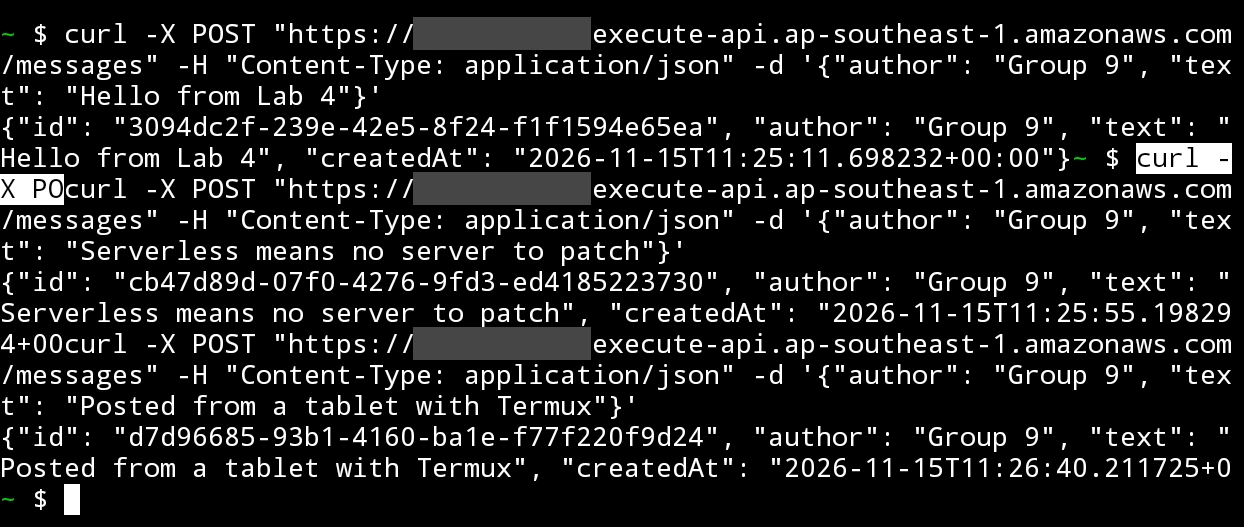 ~ $ curl -X POST "https://execute-api.ap-southeast-1.amazonaws.com
/messages" -H "Content-Type: application/json" -d '{"author": "Group 9", "tex
t": "Hello from Lab 4"}'
{"id": "3094dc2f-239e-42e5-8f24-f1f1594e65ea", "author": "Group 9", "text": "
Hello from Lab 4", "createdAt": "2026-11-15T11:25:11.698232+00:00"}~ $ curl -
X POcurl -X POST "https://execute-api.ap-southeast-1.amazonaws.com
/messages" -H "Content-Type: application/json" -d '{"author": "Group 9", "tex
t": "Serverless means no server to patch"}'
{"id": "cb47d89d-07f0-4276-9fd3-ed4185223730", "author": "Group 9", "text": "
Serverless means no server to patch", "createdAt": "2026-11-15T11:25:55.19829
4+00curl -X POST "https://execute-api.ap-southeast-1.amazonaws.com
/messages" -H "Content-Type: application/json" -d '{"author": "Group 9", "tex
t": "Posted from a tablet with Termux"}'
{"id": "d7d96685-93b1-4160-ba1e-f77f220f9d24", "author": "Group 9", "text": "
Posted from a tablet with Termux", "createdAt": "2026-11-15T11:26:40.211725+0
~ $